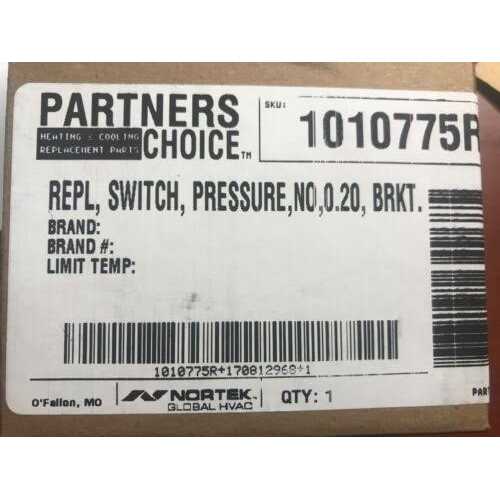 PARTNERS
HEATING & COOLING
REPLACEMENT PARTS
CHOICE™
SKU:
1010775R
REPL, SWITCH, PRESSURE,NO,0.20, BRKT.
BRAND:
BRAND #:
LIMIT TEMP:
1010775R*170812968*1
O'Fallon, MO
NORTEK
GLOBAL HVAC
QTY: 1